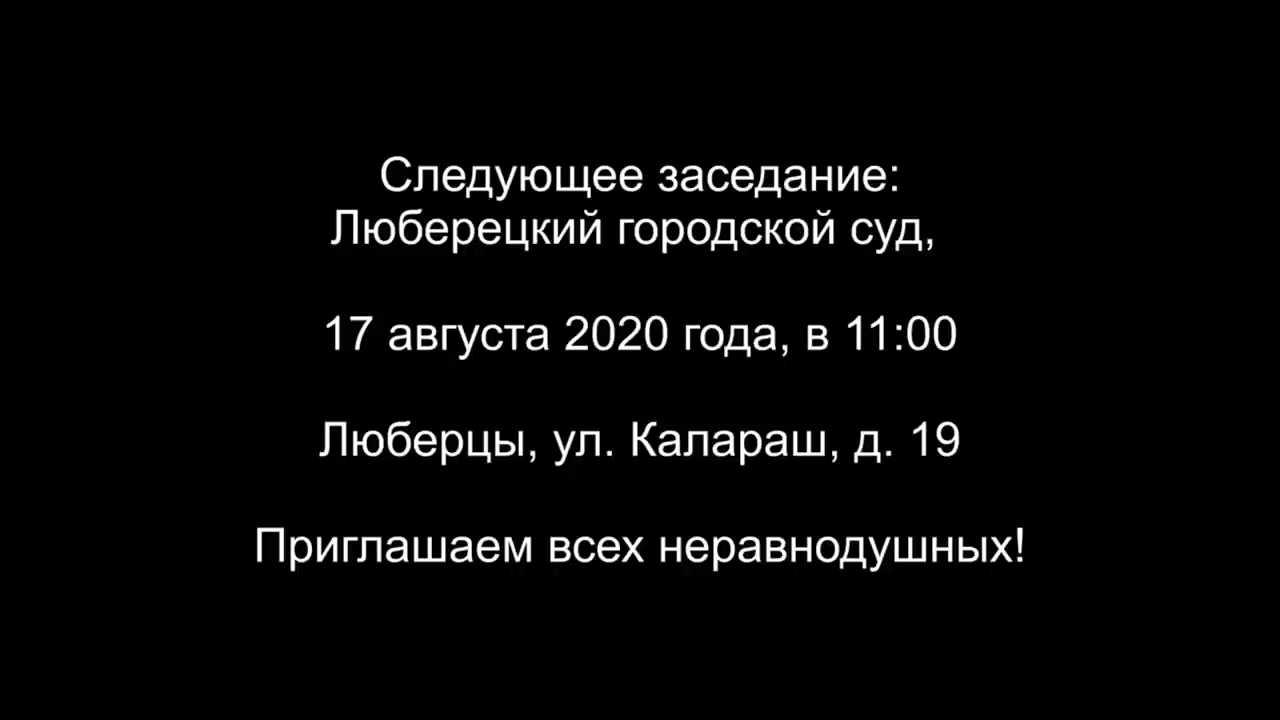 Следующее заседание:
Люберецкий городской суд,
17 августа 2020 года, в 11:00
Люберцы, ул. Калараш, д. 19
Приглашаем всех неравнодушных!